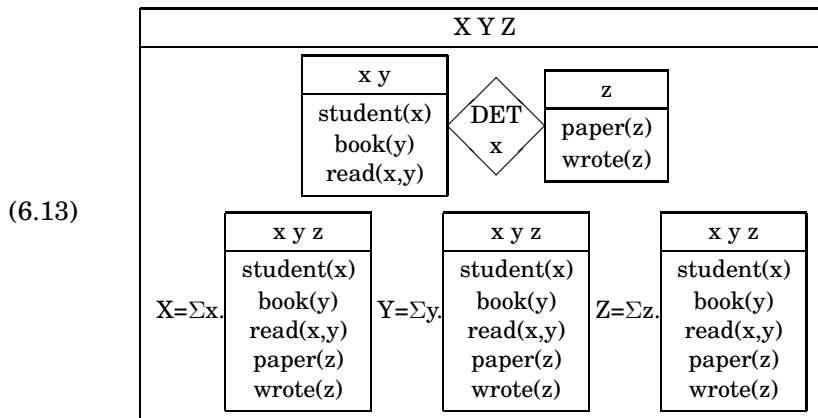 X Y Z
x y
student(x)
book(y)
read(x,y)
DET
x
z
paper(z)
wrote(z)
(6.13)
X=Σx.
x y z
student(x)
book(y)
read(x,y)
paper(z)
wrote(z)
Y=Σy.
x y z
student(x)
book(y)
read(x,y)
paper(z)
wrote(z)
Z=Σz.
x y z
student(x)
book(y)
read(x,y)
paper(z)
wrote(z)